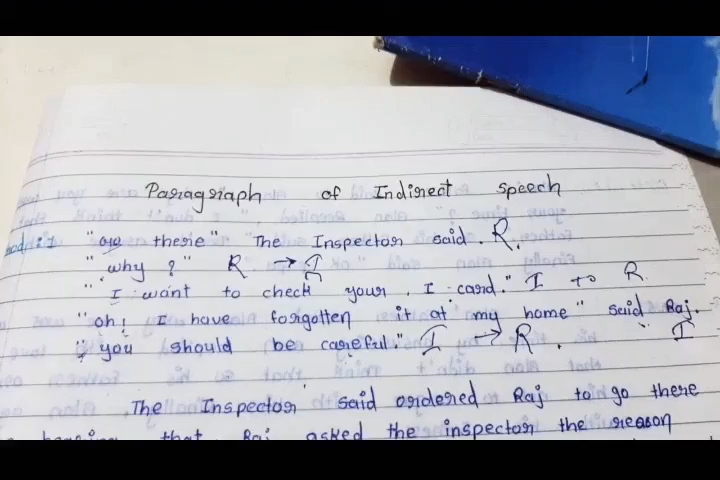 Paragraph of Indirect speech
"are there" The Inspector said. R.
"why ?" R → I
"I want to check your I card." I to R
"oh! I have forgotten it at my home" said Raj.
"you should be careful." I → R. I
The Inspector said ordered Raj to go there
hearing that Raj asked the inspector the reason